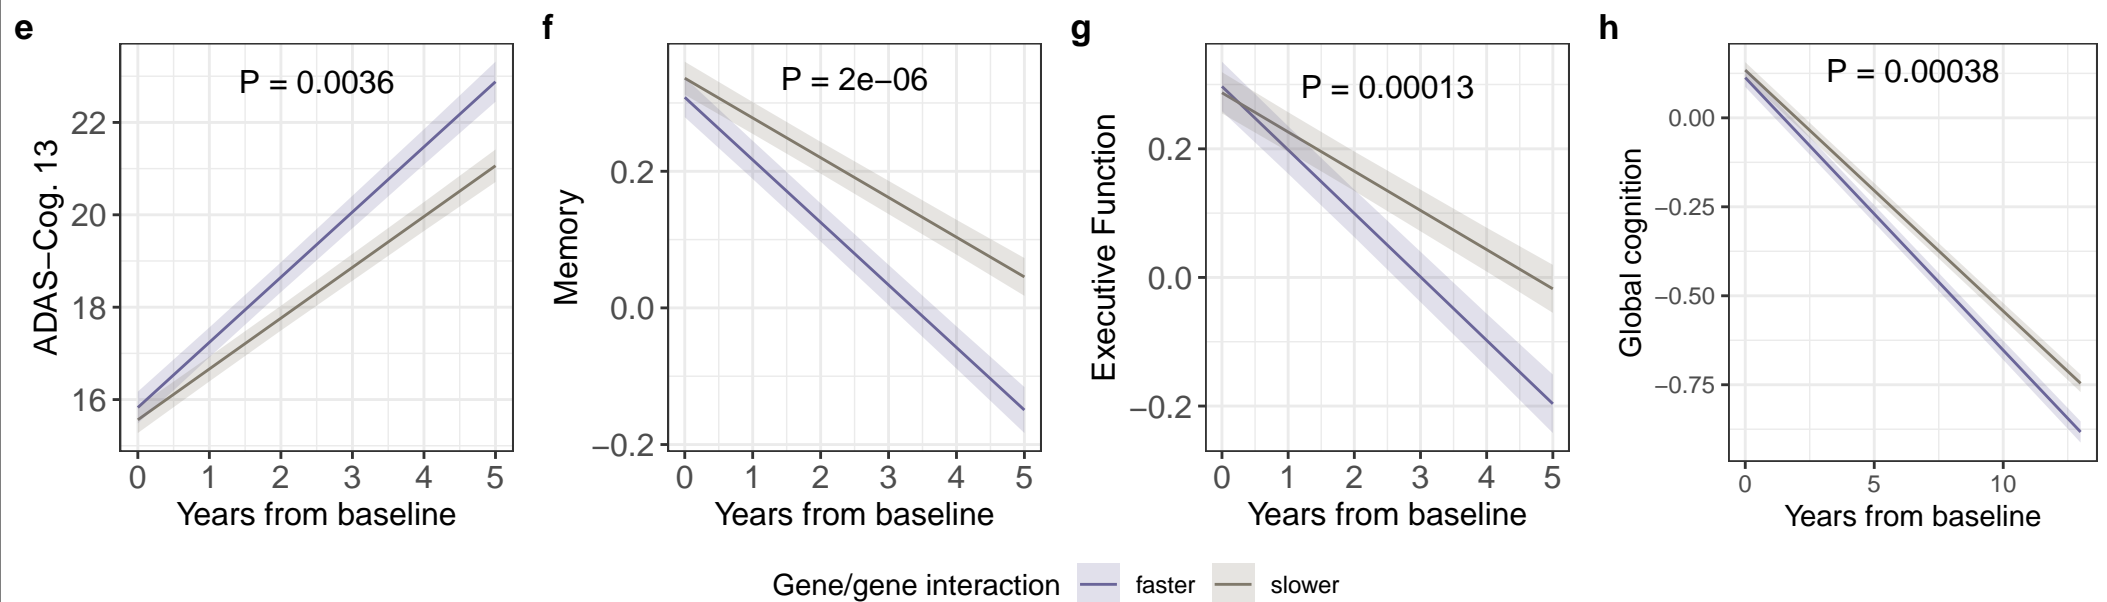 e
P = 0.0036
22
20
18
16
ADAS−Cog. 13
0 1 2 3 4 5
Years from baseline
f
P = 2e−06
0.2
0.0
−0.2
Memory
0 1 2 3 4 5
Years from baseline
g
P = 0.00013
0.2
0.0
−0.2
Executive Function
0 1 2 3 4 5
Years from baseline
h
P = 0.00038
0.00
−0.25
−0.50
−0.75
Global cognition
0 5 10
Years from baseline
Gene/gene interaction faster slower